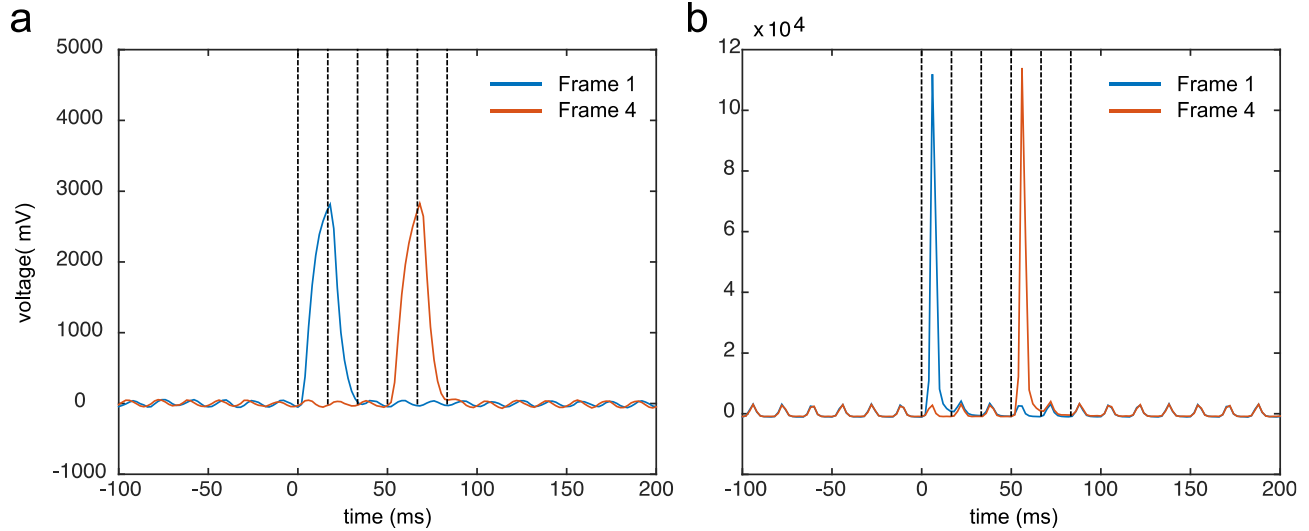 a
5000
4000
3000
2000
1000
0
-1000
voltage( mV)
-100 -50 0 50 100 150 200
time (ms)
Frame 1
Frame 4
b
x 10 4
12
10
8
6
4
2
0
-100 -50 0 50 100 150 200
time (ms)
Frame 1
Frame 4